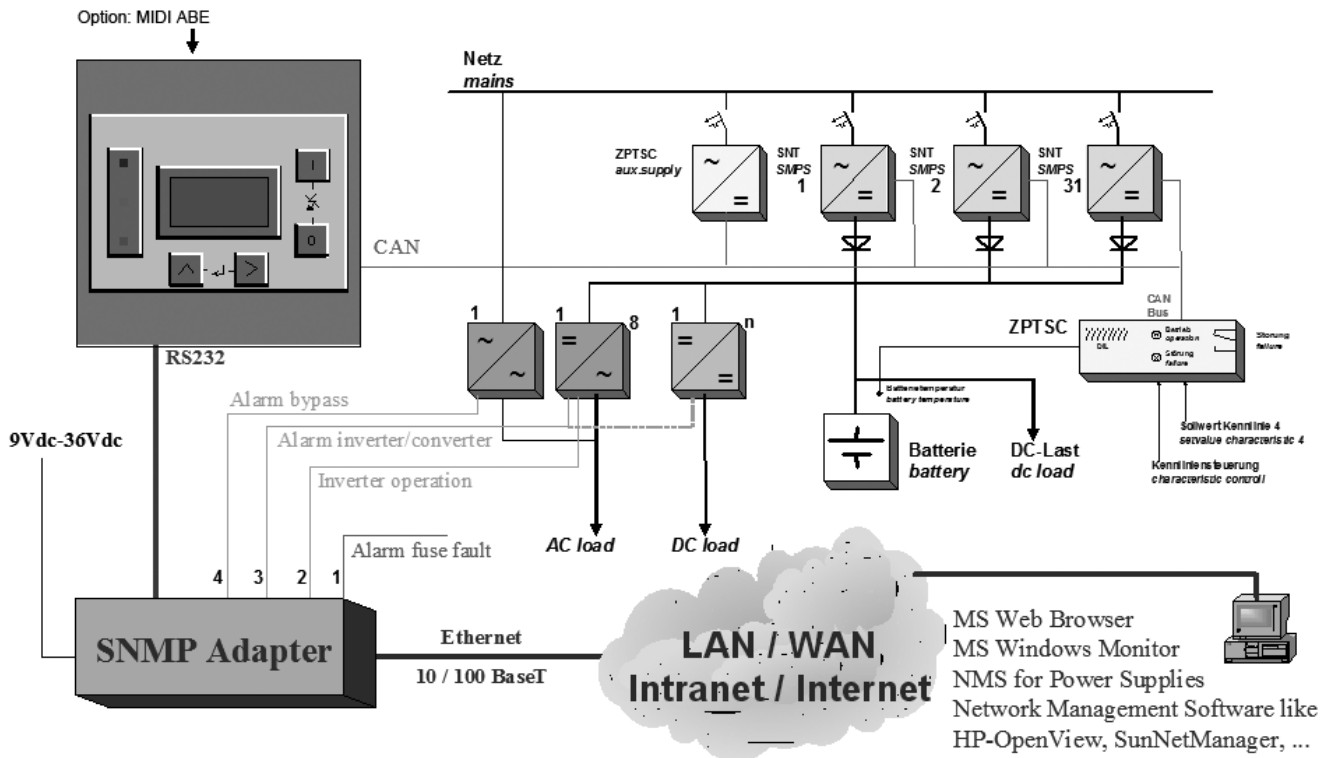 Option: MIDI ABE
Netz
mains
ZPTSC
aux.supply
SNT
SMPS
1
SNT
SMPS
2
SNT
SMPS
31
I
0
CAN
CAN
Bus
ZPTSC
DIL
Betrieb
operation
Störung
failure
Störung
failure
RS232
1
1
8
1
n
Batterietemperatur
battery temperature
Alarm bypass
Sollwert Kennlinie 4
setvalue characteristic 4
9Vdc-36Vdc
Alarm inverter/converter
Batterie
battery
DC-Last
dc load
Kennliniensteuerung
characteristic controll
Inverter operation
AC load
DC load
Alarm fuse fault
4
3
2
1
SNMP Adapter
Ethernet
10 / 100 BaseT
LAN / WAN
Intranet / Internet
MS Web Browser
MS Windows Monitor
NMS for Power Supplies
Network Management Software like
HP-OpenView, SunNetManager, ...